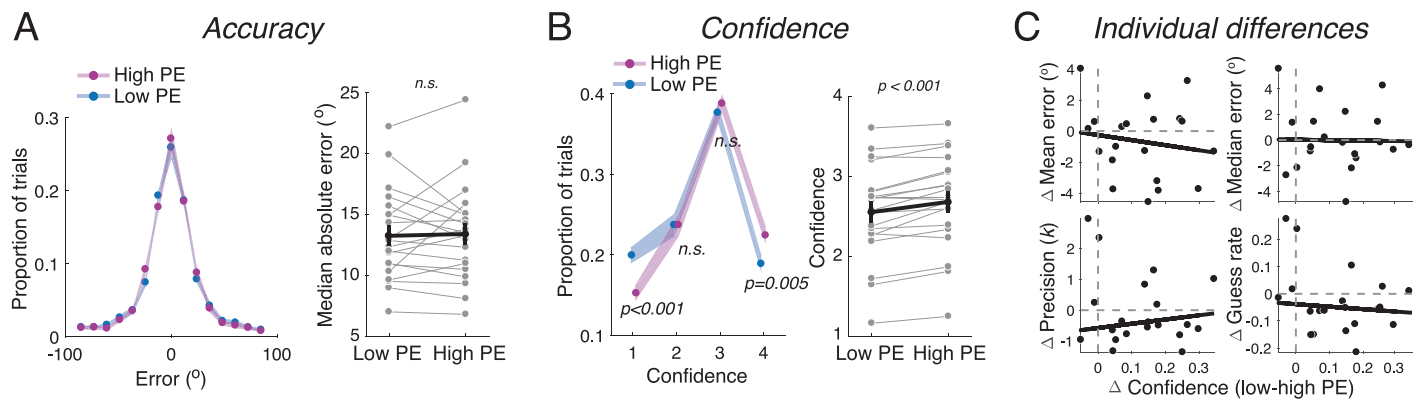 A
Accuracy
High PE
Low PE
Proportion of trials
0.3
0.2
0.1
0
-100
0
100
Error (o)
n.s.
Median absolute error (o)
25
20
15
10
5
Low PE
High PE
B
Confidence
High PE
Low PE
Proportion of trials
0.4
0.3
0.2
0.1
n.s.
n.s.
p<0.001
p=0.005
1
2
3
4
Confidence
p < 0.001
Confidence
4
3
2
1
Low PE
High PE
C
Individual differences
Δ Mean error (o)
4
2
0
-2
-4
Δ Median error (o)
4
2
0
-2
-4
Δ Precision (k)
2
1
0
-1
0
0.1
0.2
0.3
Δ Guess rate
0.2
0.1
0
-0.1
-0.2
0
0.1
0.2
0.3
Δ Confidence (low-high PE)